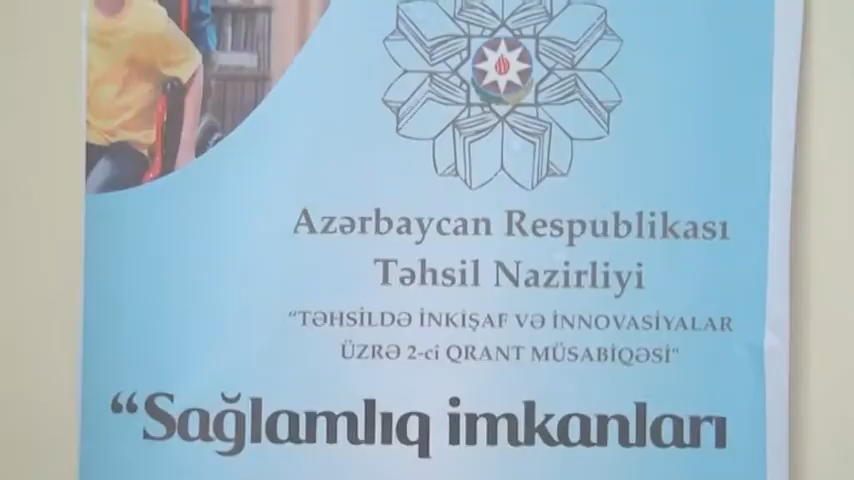 Azərbaycan Respublikası
Təhsil Nazirliyi
“TƏHSİLDƏ İNKİŞAF VƏ İNNOVASİYALAR
ÜZRƏ 2-ci QRANT MÜSABİQƏSİ”
“Sağlamlıq imkanları